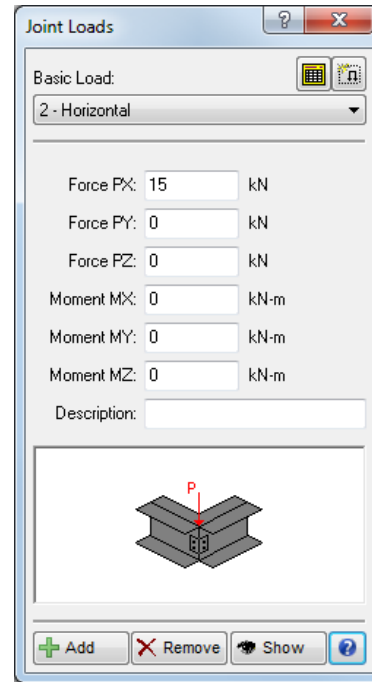 Joint Loads
Basic Load:
2 - Horizontal
Force PX: 15 kN
Force PY: 0 kN
Force PZ: 0 kN
Moment MX: 0 kN-m
Moment MY: 0 kN-m
Moment MZ: 0 kN-m
Description:
P
Add Remove Show ?